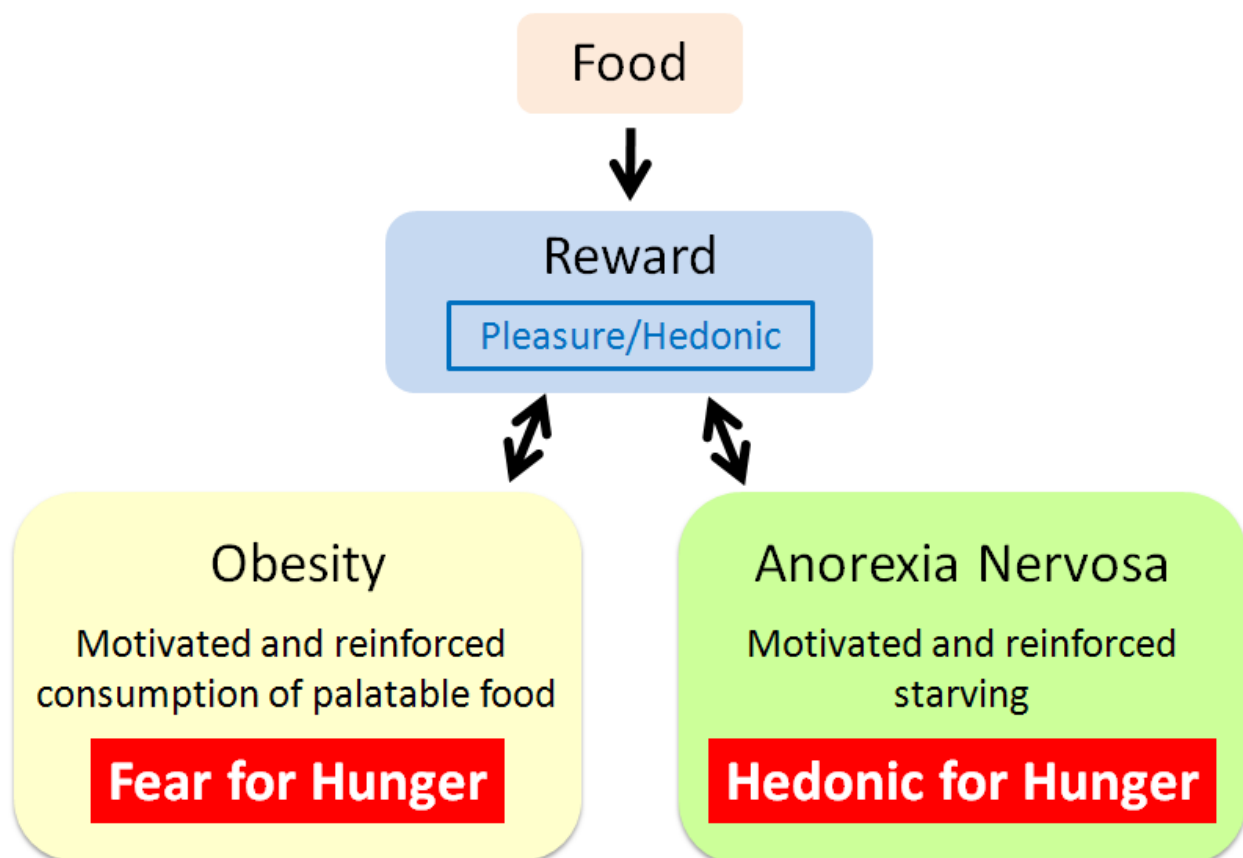 Food
Reward
Pleasure/Hedonic
Obesity
Motivated and reinforced
consumption of palatable food
Fear for Hunger
Anorexia Nervosa
Motivated and reinforced
starving
Hedonic for Hunger